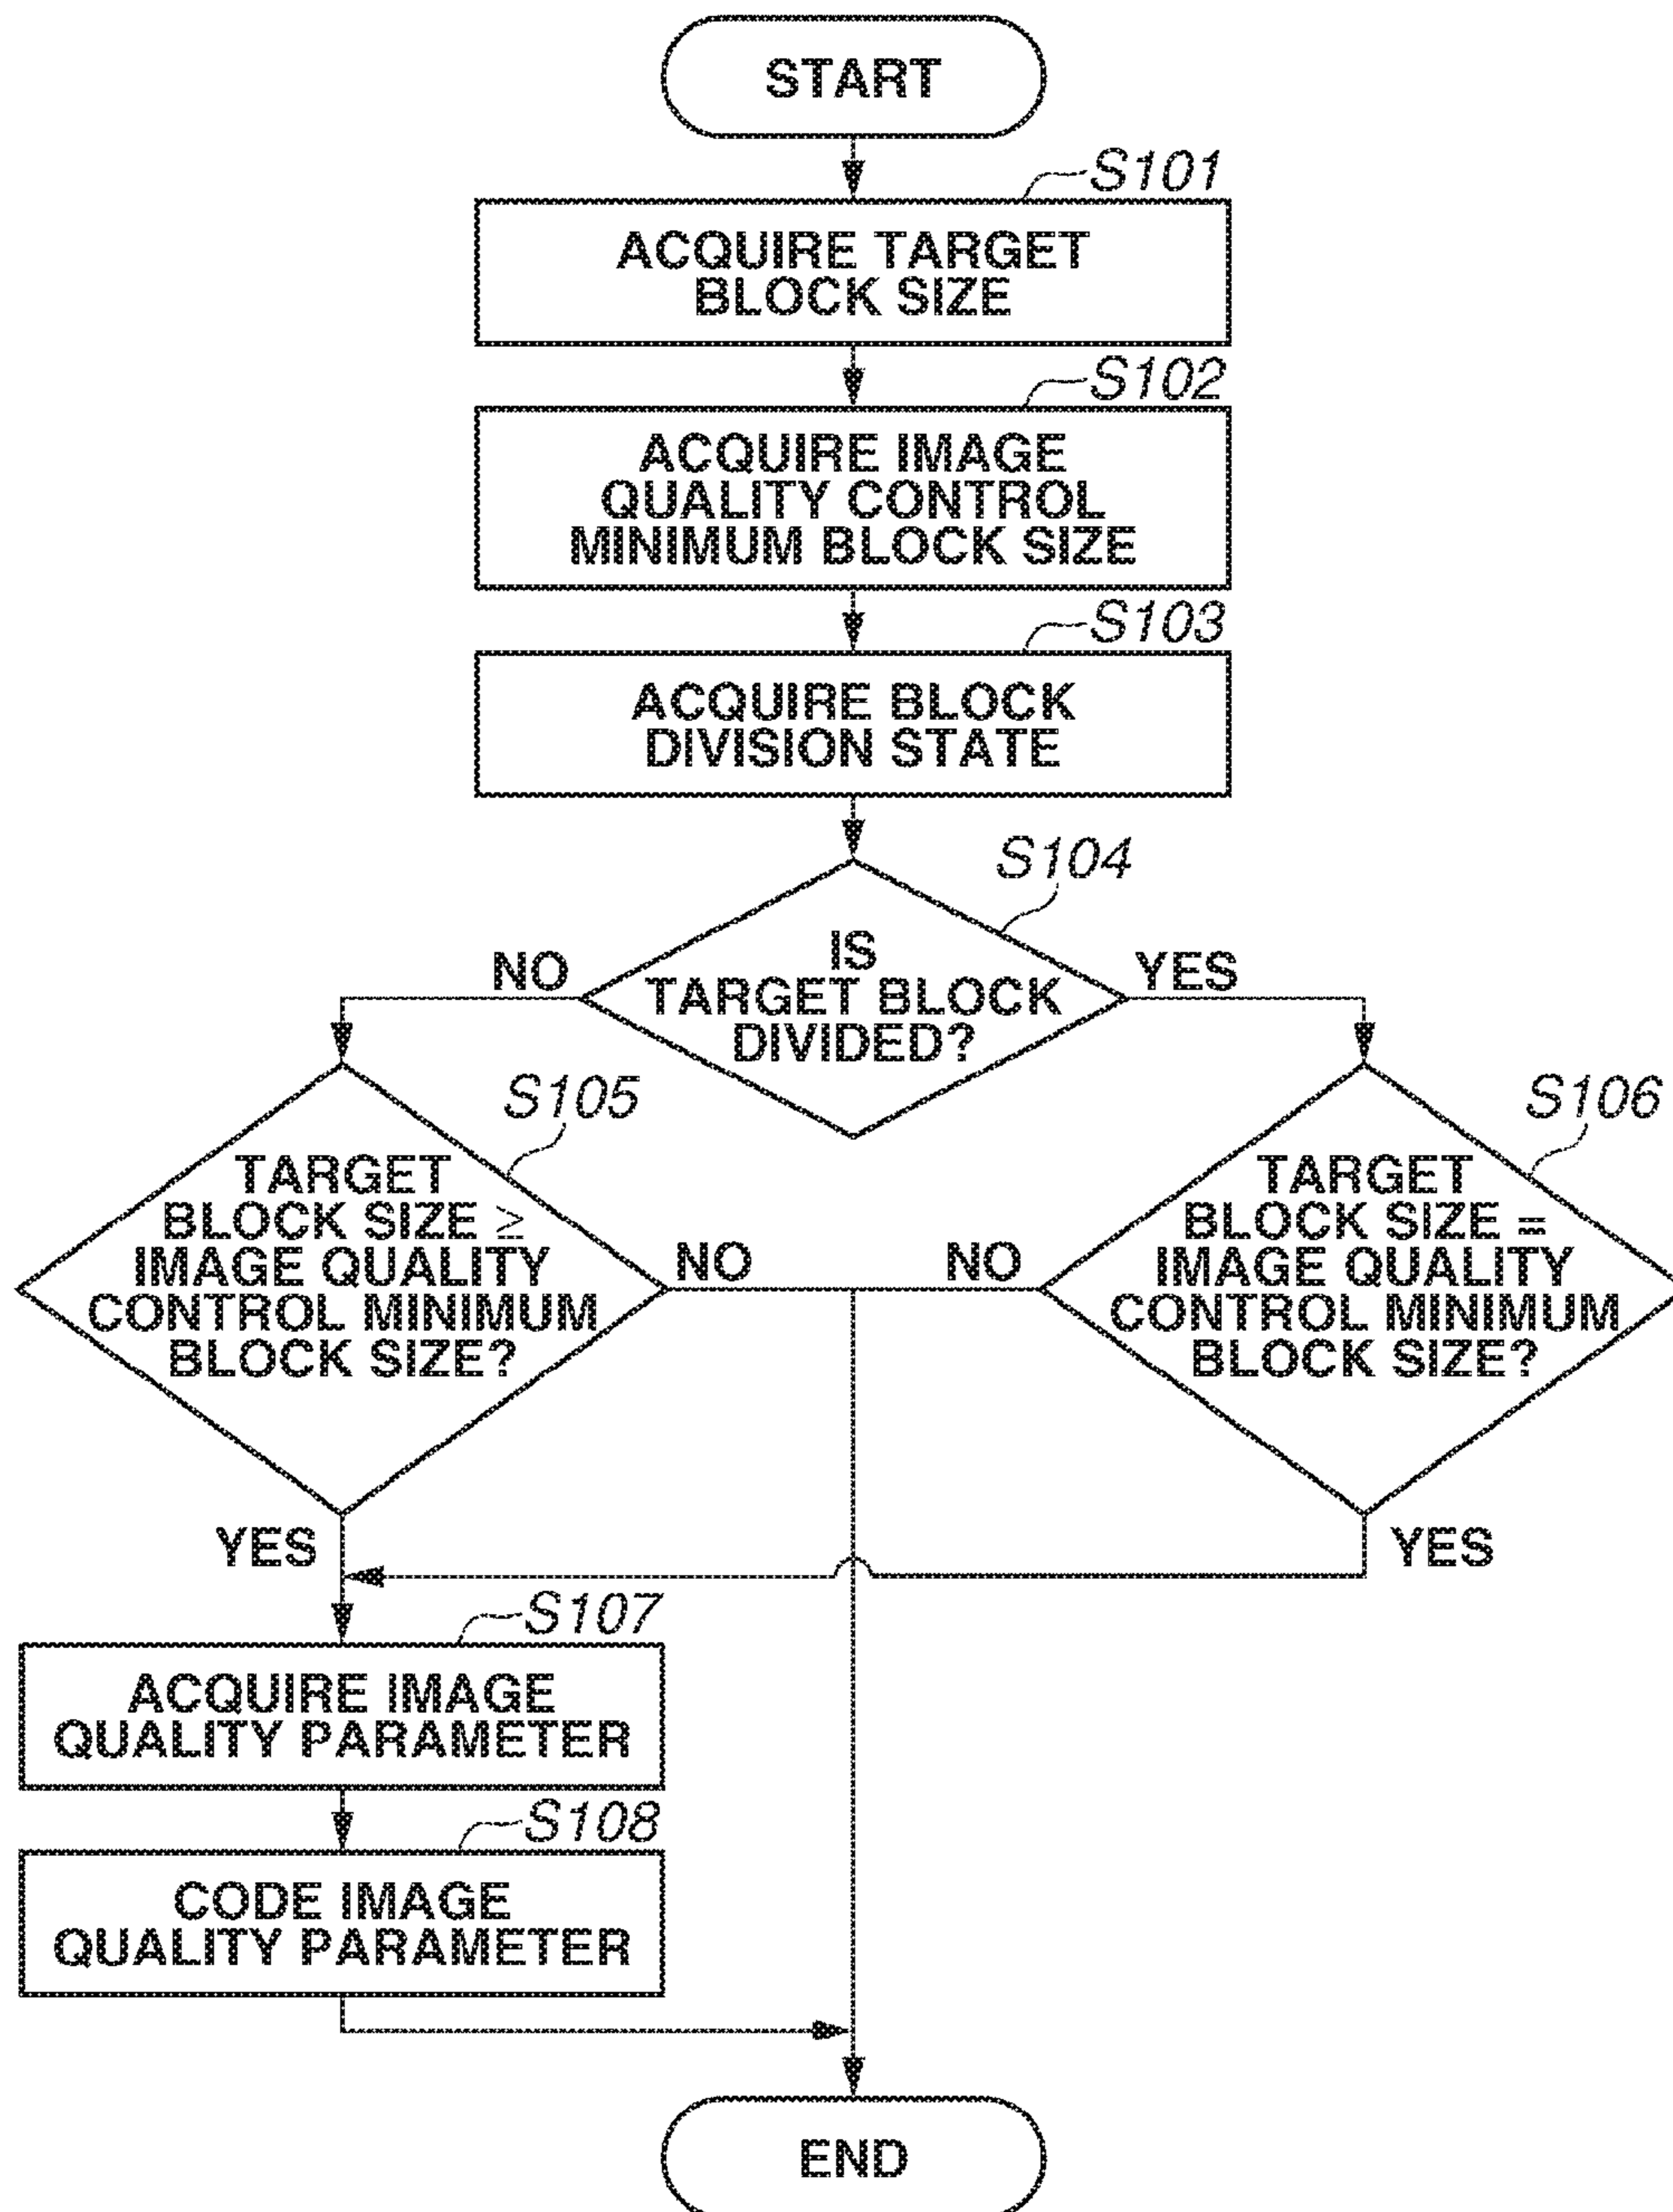 START
S101
ACQUIRE TARGET
BLOCK SIZE
S102
ACQUIRE IMAGE
QUALITY CONTROL
MINIMUM BLOCK SIZE
S103
ACQUIRE BLOCK
DIVISION STATE
S104
IS
TARGET BLOCK
DIVIDED?
NO
YES
S105
TARGET
BLOCK SIZE ≥
IMAGE QUALITY
CONTROL MINIMUM
BLOCK SIZE?
NO
YES
S106
TARGET
BLOCK SIZE =
IMAGE QUALITY
CONTROL MINIMUM
BLOCK SIZE?
NO
YES
S107
ACQUIRE IMAGE
QUALITY PARAMETER
S108
CODE IMAGE
QUALITY PARAMETER
END